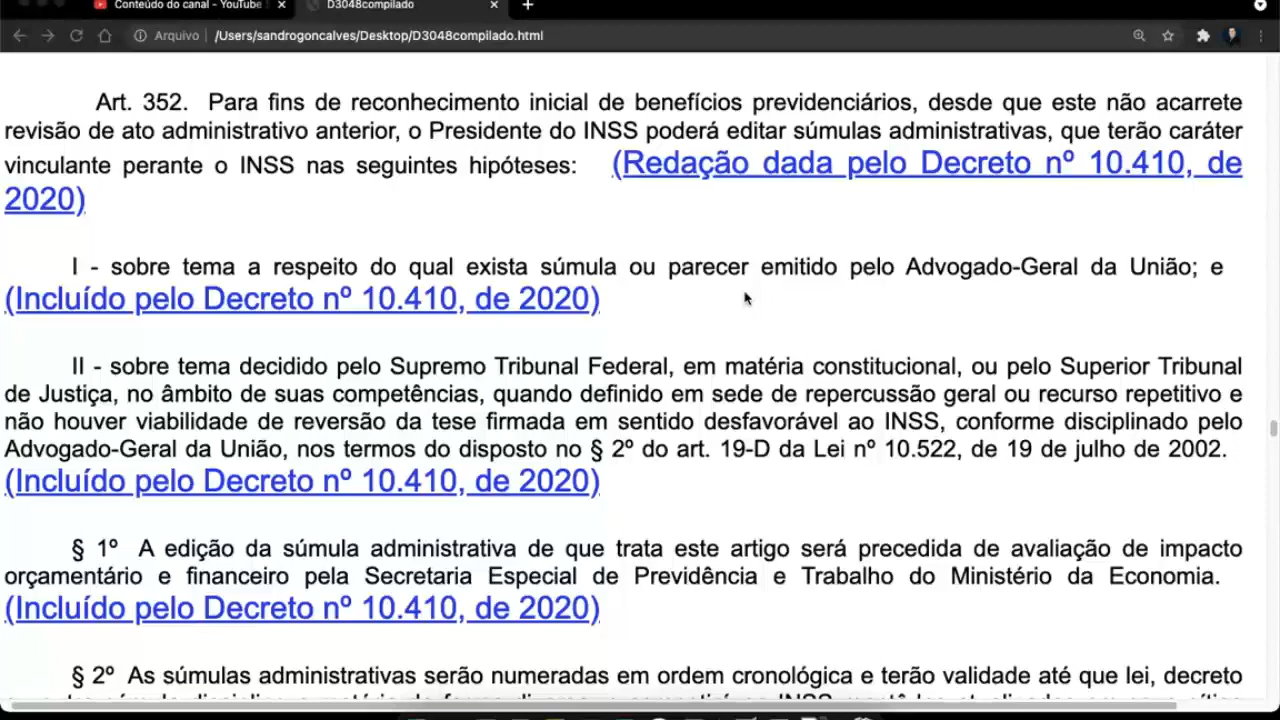 Conteúdo do canal - YouTube
D3048compilado
Arquivo /Users/sandrogoncalves/Desktop/D3048compilado.html
Art. 352. Para fins de reconhecimento inicial de benefícios previdenciários, desde que este não acarrete
revisão de ato administrativo anterior, o Presidente do INSS poderá editar súmulas administrativas, que terão caráter
vinculante perante o INSS nas seguintes hipóteses: (Redação dada pelo Decreto nº 10.410, de
2020)
I - sobre tema a respeito do qual exista súmula ou parecer emitido pelo Advogado-Geral da União; e
(Incluído pelo Decreto nº 10.410, de 2020)
II - sobre tema decidido pelo Supremo Tribunal Federal, em matéria constitucional, ou pelo Superior Tribunal
de Justiça, no âmbito de suas competências, quando definido em sede de repercussão geral ou recurso repetitivo e
não houver viabilidade de reversão da tese firmada em sentido desfavorável ao INSS, conforme disciplinado pelo
Advogado-Geral da União, nos termos do disposto no § 2º do art. 19-D da Lei nº 10.522, de 19 de julho de 2002.
(Incluído pelo Decreto nº 10.410, de 2020)
§ 1º A edição da súmula administrativa de que trata este artigo será precedida de avaliação de impacto
orçamentário e financeiro pela Secretaria Especial de Previdência e Trabalho do Ministério da Economia.
(Incluído pelo Decreto nº 10.410, de 2020)
§ 2º As súmulas administrativas serão numeradas em ordem cronológica e terão validade até que lei, decreto